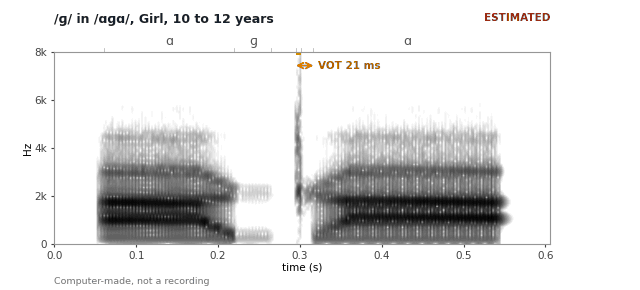 /ɡ/ in /ɑɡɑ/, Girl, 10 to 12 years
ESTIMATED
ɑ ɡ ɑ
8k
VOT 21 ms
6k
Hz
4k
2k
0
0.0 0.1 0.2 0.3 0.4 0.5 0.6
time (s)
Computer-made, not a recording